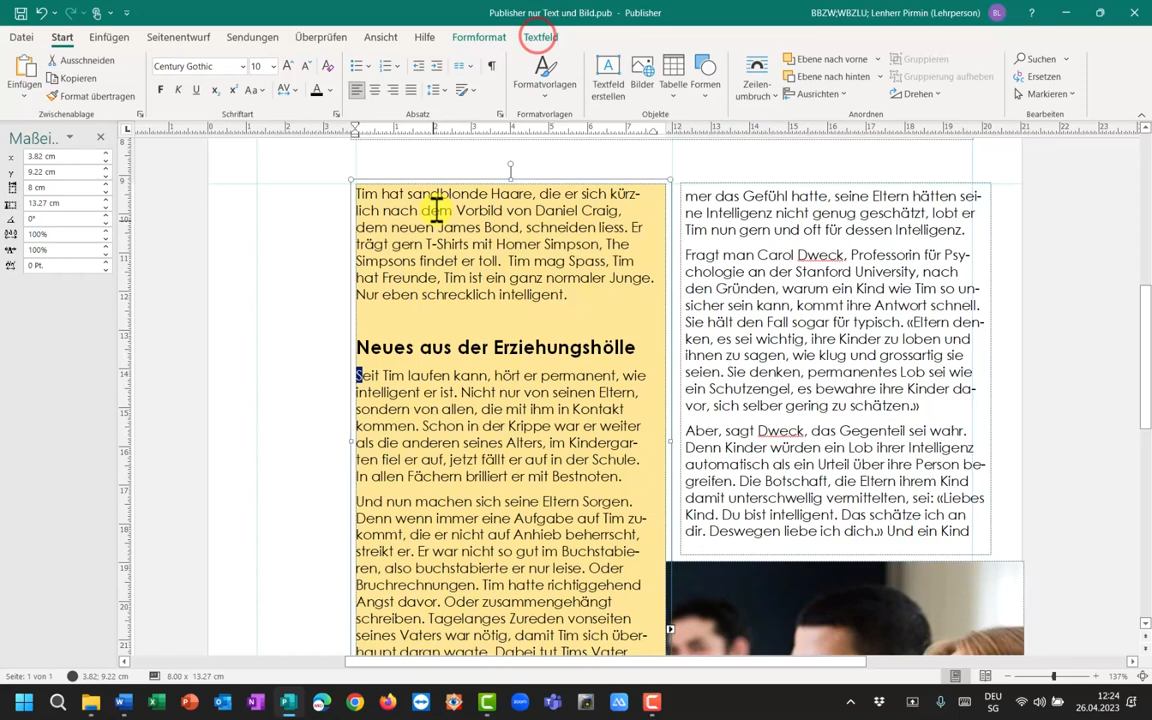 Publisher nur Text und Bild.pub - Publisher
BBZW;WBZLU; Lenherr Pirmin (Lehrperson)
BL
Datei Start Einfügen Seitenentwurf Sendungen Überprüfen Ansicht Hilfe Formformat Textfeld
Einfügen
Ausschneiden
Kopieren
Format übertragen
Zwischenablage
Century Gothic
10
Schriftart
Absatz
Formatvorlagen
Formatvorlagen
Textfeld erstellen
Bilder
Tabelle
Formen
Objekte
Zeilen-
umbruch
Ebene nach vorne
Ebene nach hinten
Ausrichten
Gruppieren
Gruppierung aufheben
Drehen
Anordnen
Suchen
Ersetzen
Markieren
Bearbeiten
Maßei...
x 3.82 cm
y 9.22 cm
8 cm
13.27 cm
0°
100%
100%
0 Pt.
Tim hat sandblonde Haare, die er sich kürz-
lich nach dem Vorbild von Daniel Craig,
dem neuen James Bond, schneiden liess. Er
trägt gern T-Shirts mit Homer Simpson, The
Simpsons findet er toll.  Tim mag Spass, Tim
hat Freunde, Tim ist ein ganz normaler Junge.
Nur eben schrecklich intelligent.
Neues aus der Erziehungshölle
Seit Tim laufen kann, hört er permanent, wie
intelligent er ist. Nicht nur von seinen Eltern,
sondern von allen, die mit ihm in Kontakt
kommen. Schon in der Krippe war er weiter
als die anderen seines Alters, im Kindergar-
ten fiel er auf, jetzt fällt er auf in der Schule.
In allen Fächern brilliert er mit Bestnoten.
Und nun machen sich seine Eltern Sorgen.
Denn wenn immer eine Aufgabe auf Tim zu-
kommt, die er nicht auf Anhieb beherrscht,
streikt er. Er war nicht so gut im Buchstabie-
ren, also buchstabierte er nur leise. Oder
Bruchrechnungen. Tim hatte richtiggehend
Angst davor. Oder zusammengehängt
schreiben. Tagelanges Zureden vonseiten
seines Vaters war nötig, damit Tim sich über-
haupt daran wagte. Dabei tut Tims Vater
mer das Gefühl hatte, seine Eltern hätten sei-
ne Intelligenz nicht genug geschätzt, lobt er
Tim nun gern und oft für dessen Intelligenz.
Fragt man Carol Dweck, Professorin für Psy-
chologie an der Stanford University, nach
den Gründen, warum ein Kind wie Tim so un-
sicher sein kann, kommt ihre Antwort schnell.
Sie hält den Fall sogar für typisch. «Eltern den-
ken, es sei wichtig, ihre Kinder zu loben und
ihnen zu sagen, wie klug und grossartig sie
seien. Sie denken, permanentes Lob sei wie
ein Schutzengel, es bewahre ihre Kinder da-
vor, sich selber gering zu schätzen.»
Aber, sagt Dweck, das Gegenteil sei wahr.
Denn Kinder würden ein Lob ihrer Intelligenz
automatisch als ein Urteil über ihre Person be-
greifen. Die Botschaft, die Eltern ihrem Kind
damit unterschwellig vermittelten, sei: «Liebes
Kind. Du bist intelligent. Das schätze ich an
dir. Deswegen liebe ich dich.» Und ein Kind
Seite: 1 von 1
3.82; 9.22 cm
8.00 x 13.27 cm
137%
DEU
SG
12:24
26.04.2023